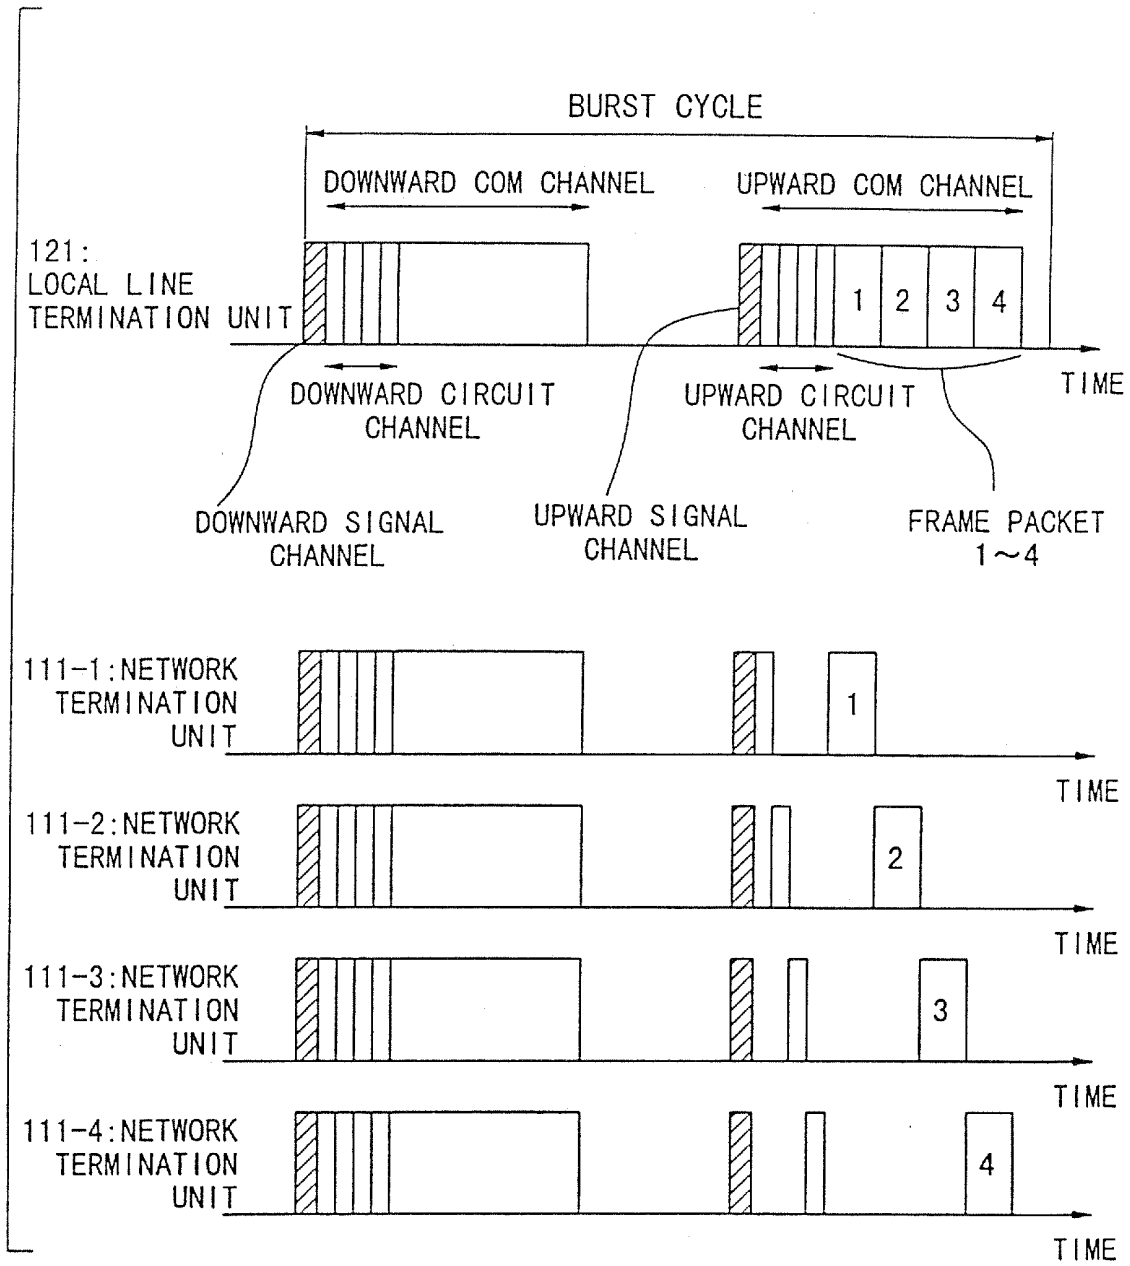 BURST CYCLE
DOWNWARD COM CHANNEL
UPWARD COM CHANNEL
121:
LOCAL LINE
TERMINATION UNIT
1 2 3 4
TIME
DOWNWARD CIRCUIT
CHANNEL
UPWARD CIRCUIT
CHANNEL
DOWNWARD SIGNAL
CHANNEL
UPWARD SIGNAL
CHANNEL
FRAME PACKET
1~4
111-1:NETWORK
TERMINATION
UNIT
1
TIME
111-2:NETWORK
TERMINATION
UNIT
2
TIME
111-3:NETWORK
TERMINATION
UNIT
3
TIME
111-4:NETWORK
TERMINATION
UNIT
4
TIME